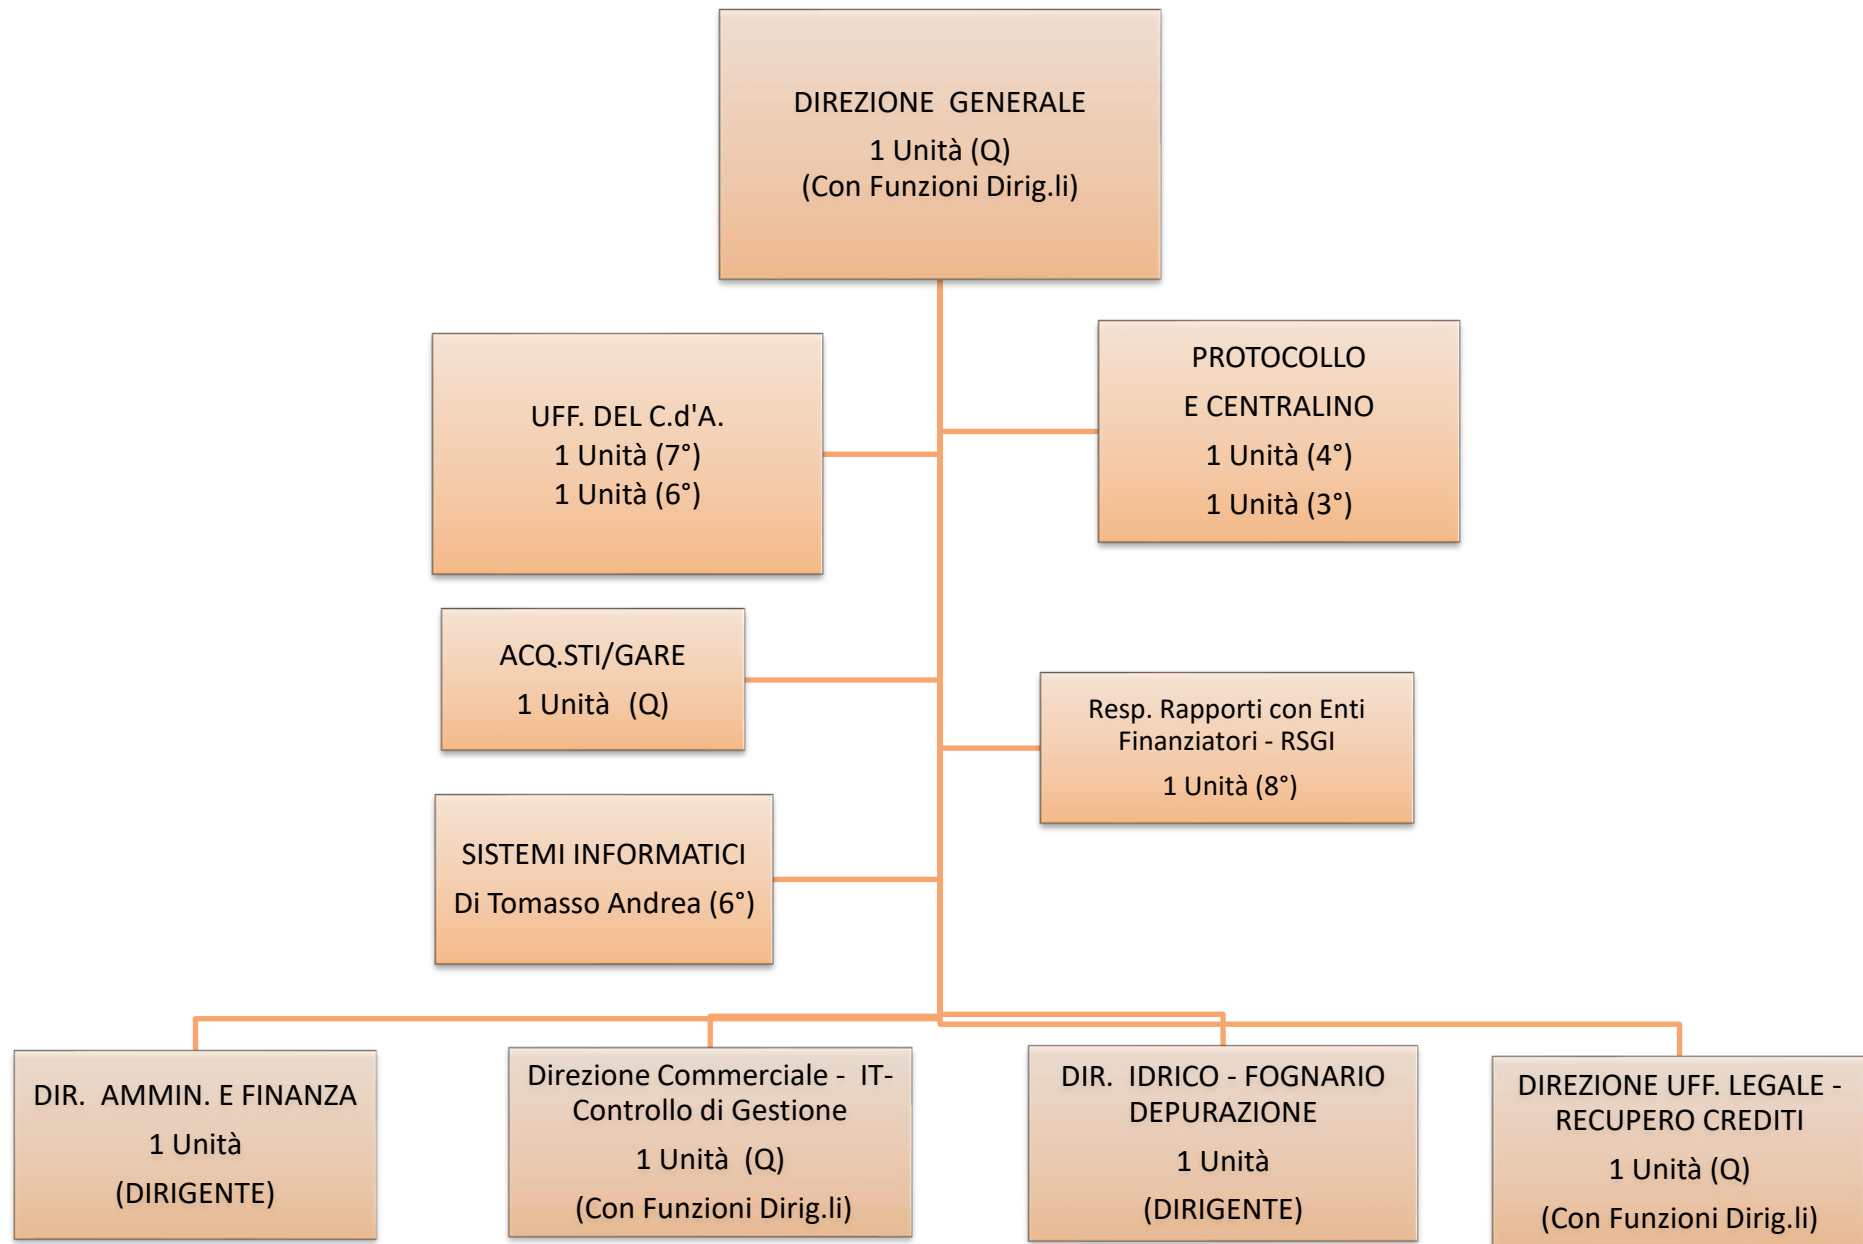 DIREZIONE GENERALE
1 Unità (Q)
(Con Funzioni Dirig.li)
UFF. DEL C.d'A.
1 Unità (7°)
1 Unità (6°)
PROTOCOLLO
E CENTRALINO
1 Unità (4°)
1 Unità (3°)
ACQ.STI/GARE
1 Unità (Q)
Resp. Rapporti con Enti
Finanziatori - RSGI
1 Unità (8°)
SISTEMI INFORMATICI
Di Tomasso Andrea (6°)
DIR. AMMIN. E FINANZA
1 Unità
(DIRIGENTE)
Direzione Commerciale - IT-
Controllo di Gestione
1 Unità (Q)
(Con Funzioni Dirig.li)
DIR. IDRICO - FOGNARIO
DEPURAZIONE
1 Unità
(DIRIGENTE)
DIREZIONE UFF. LEGALE -
RECUPERO CREDITI
1 Unità (Q)
(Con Funzioni Dirig.li)